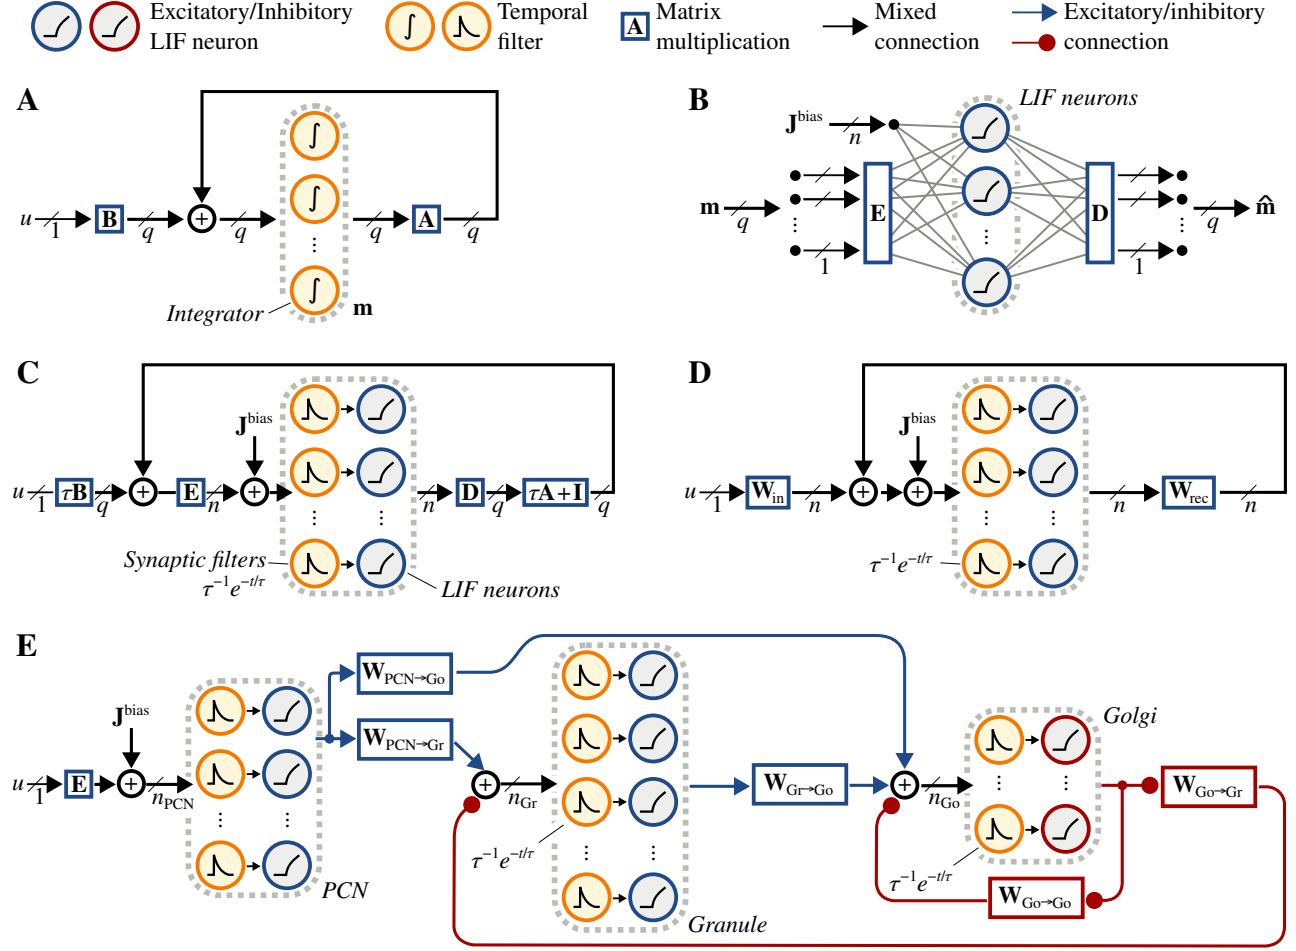 Excitatory/Inhibitory
LIF neuron
Temporal
filter
A
Matrix
multiplication
Mixed
connection
Excitatory/inhibitory
connection
A
u
1
B
q
+
q
∫
∫
⋮
∫
q
A
q
Integrator
m
B
LIF neurons
J^bias
n
m
q
⋮
1
E
⋮
D
⋮
1
q
m̂
C
J^bias
u
1
τB
q
+
E
n
+
⋮
⋮
n
D
q
τA+I
q
Synaptic filters
τ⁻¹e^−t/τ
LIF neurons
D
J^bias
u
1
W_in
n
+
+
⋮
⋮
n
W_rec
n
τ⁻¹e^−t/τ
E
J^bias
u
1
E
+
n_PCN
⋮
⋮
PCN
W_PCN→Go
W_PCN→Gr
+
n_Gr
τ⁻¹e^−t/τ
⋮
⋮
Granule
W_Gr→Go
+
n_Go
Golgi
⋮
⋮
τ⁻¹e^−t/τ
W_Go→Gr
W_Go→Go